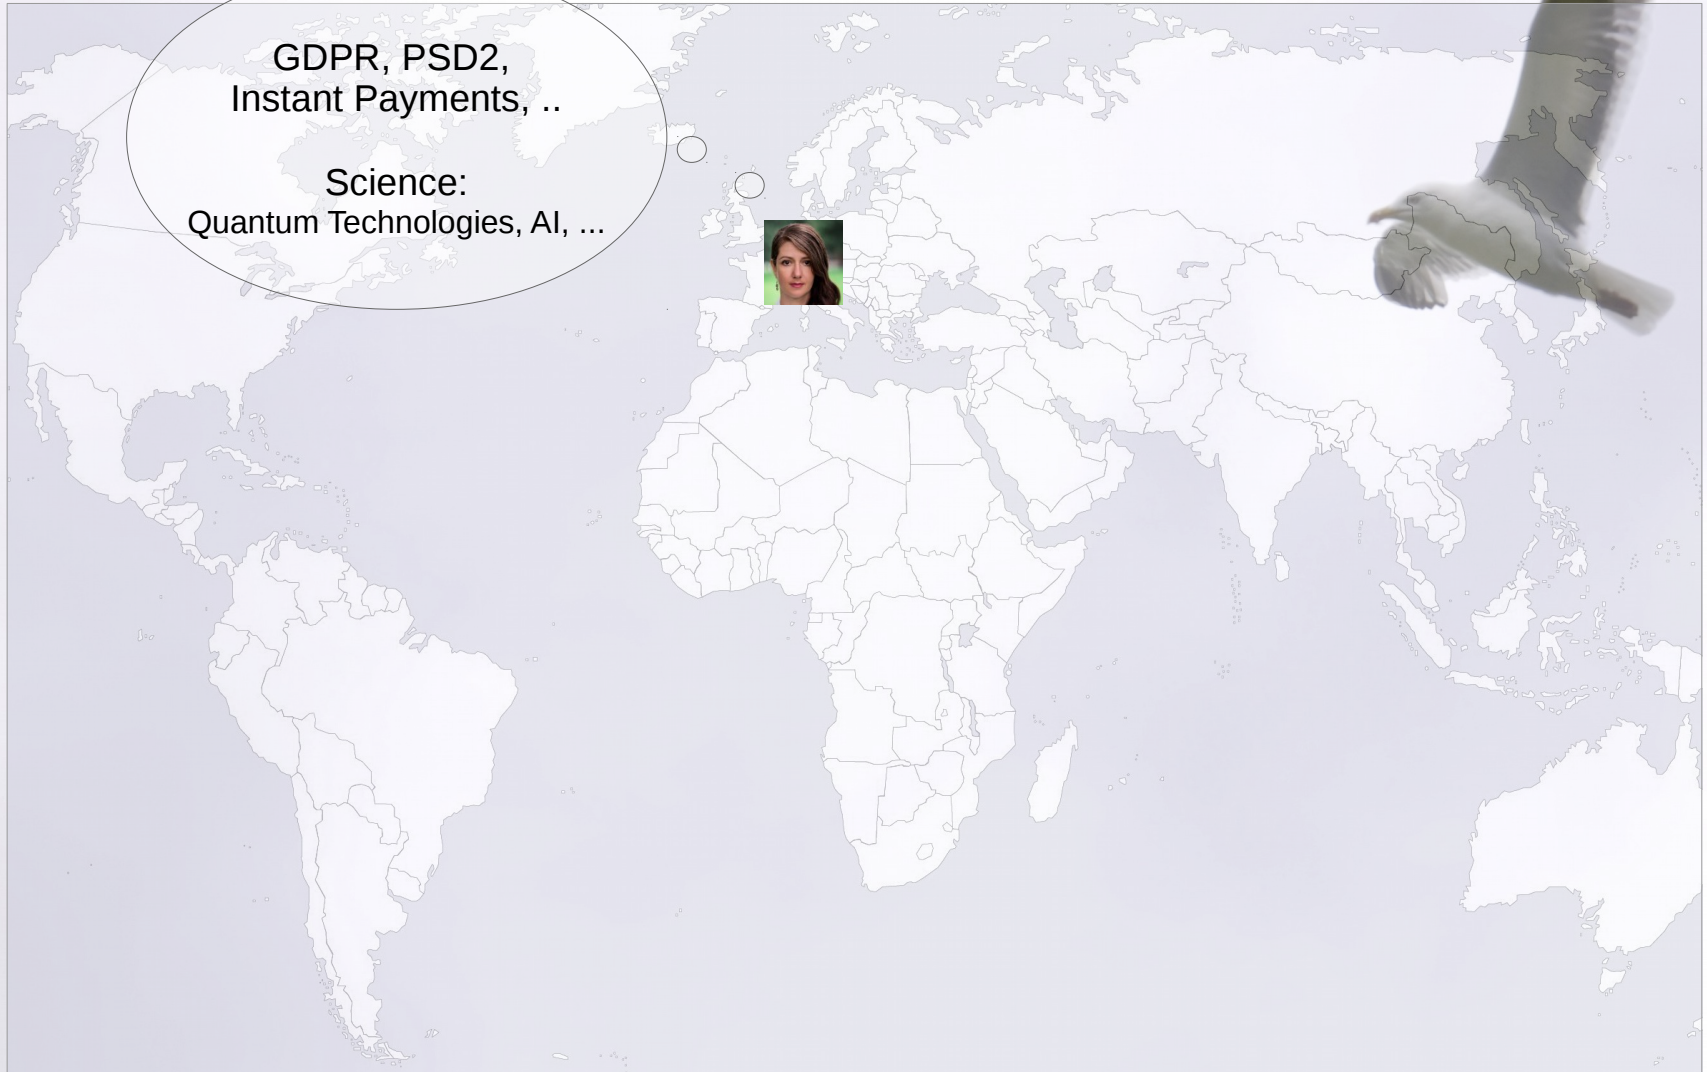 GDPR, PSD2,
Instant Payments, ..
Science:
Quantum Technologies, AI, ...